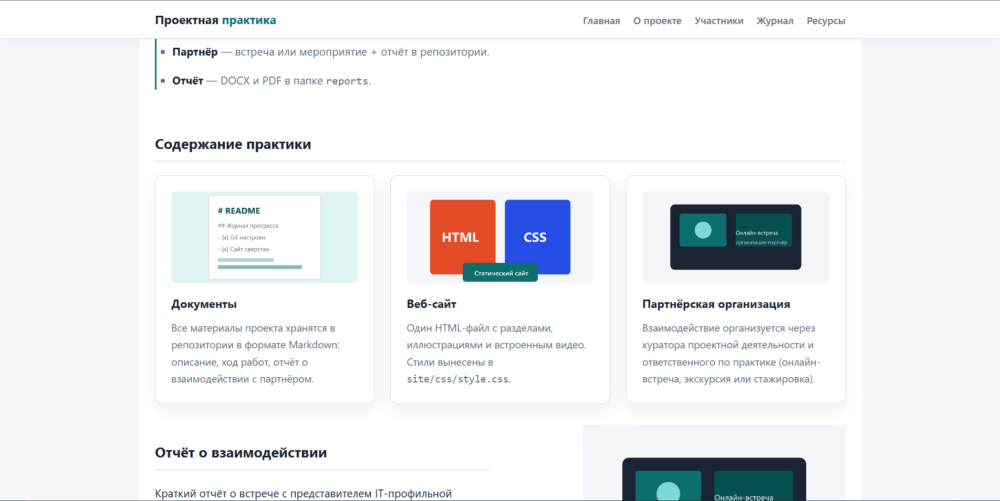 Проектная практика
Главная О проекте Участники Журнал Ресурсы
Партнёр — встреча или мероприятие + отчёт в репозитории.
Отчёт — DOCX и PDF в папке reports.
Содержание практики
# README
## Журнал прогресса
- [x] Git настроен
- [x] Сайт сверстан
Документы
Все материалы проекта хранятся в
репозитории в формате Markdown:
описание, ход работ, отчёт о
взаимодействии с партнёром.
HTML
CSS
Статический сайт
Веб-сайт
Один HTML-файл с разделами,
иллюстрациями и встроенным видео.
Стили вынесены в
site/css/style.css.
Онлайн-встреча
организация-партнёр
Партнёрская организация
Взаимодействие организуется через
куратора проектной деятельности и
ответственного по практике (онлайн-
встреча, экскурсия или стажировка).
Отчёт о взаимодействии
Краткий отчёт о встрече с представителем IT-профильной
Онлайн-встреча